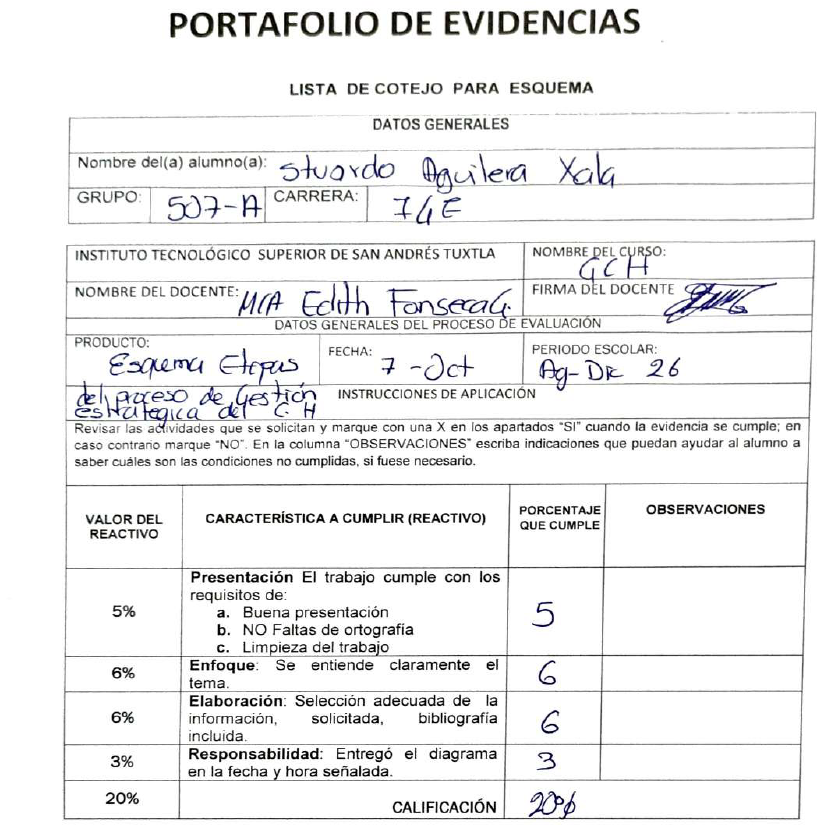 PORTAFOLIO DE EVIDENCIAS
LISTA DE COTEJO PARA ESQUEMA
DATOS GENERALES
Nombre del(a) alumno(a): Stuardo Aguilera Xala
GRUPO: 507-A CARRERA: IGE
INSTITUTO TECNOLÓGICO SUPERIOR DE SAN ANDRÉS TUXTLA NOMBRE DEL CURSO: GCH
NOMBRE DEL DOCENTE: MIA Edith Fonseca G. FIRMA DEL DOCENTE
DATOS GENERALES DEL PROCESO DE EVALUACIÓN
PRODUCTO: Esquema Etapas
del proceso de Gestión
estratégica del C H
FECHA: 7-Oct
PERIODO ESCOLAR: Ag-Dic 26
INSTRUCCIONES DE APLICACIÓN
Revisar las actividades que se solicitan y marque con una X en los apartados "SI" cuando la evidencia se cumple; en
caso contrario marque "NO". En la columna "OBSERVACIONES" escriba indicaciones que puedan ayudar al alumno a
saber cuáles son las condiciones no cumplidas, si fuese necesario.
VALOR DEL REACTIVO CARACTERÍSTICA A CUMPLIR (REACTIVO) PORCENTAJE QUE CUMPLE OBSERVACIONES
5% Presentación El trabajo cumple con los
requisitos de:
a. Buena presentación
b. NO Faltas de ortografía
c. Limpieza del trabajo
5
6% Enfoque: Se entiende claramente el
tema.
6
6% Elaboración: Selección adecuada de la
información, solicitada, bibliografía
incluida.
6
3% Responsabilidad: Entregó el diagrama
en la fecha y hora señalada.
3
20% CALIFICACIÓN 20%